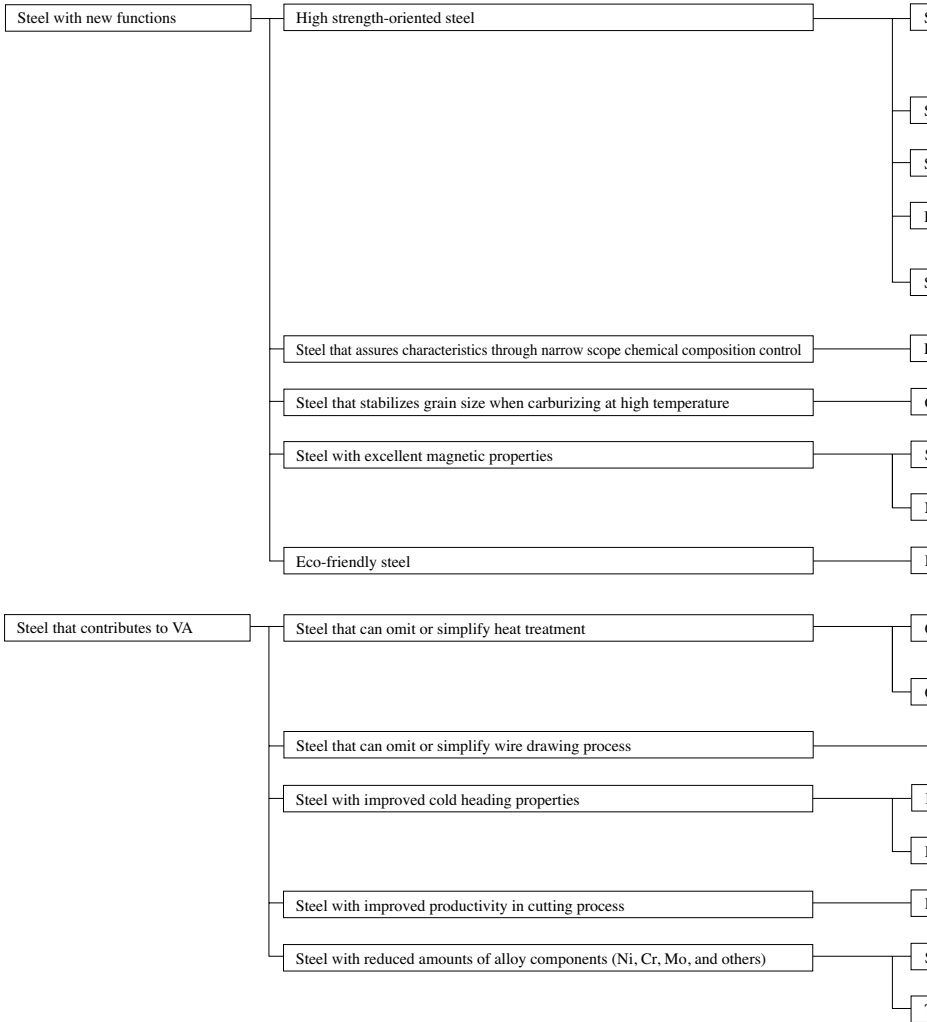 Steel with new functions
High strength-oriented steel
Steel that assures characteristics through narrow scope chemical composition control
Steel that stabilizes grain size when carburizing at high temperature
Steel with excellent magnetic properties
Eco-friendly steel
Steel that contributes to VA
Steel that can omit or simplify heat treatment
Steel that can omit or simplify wire drawing process
Steel with improved cold heading properties
Steel with improved productivity in cutting process
Steel with reduced amounts of alloy components (Ni, Cr, Mo, and others)